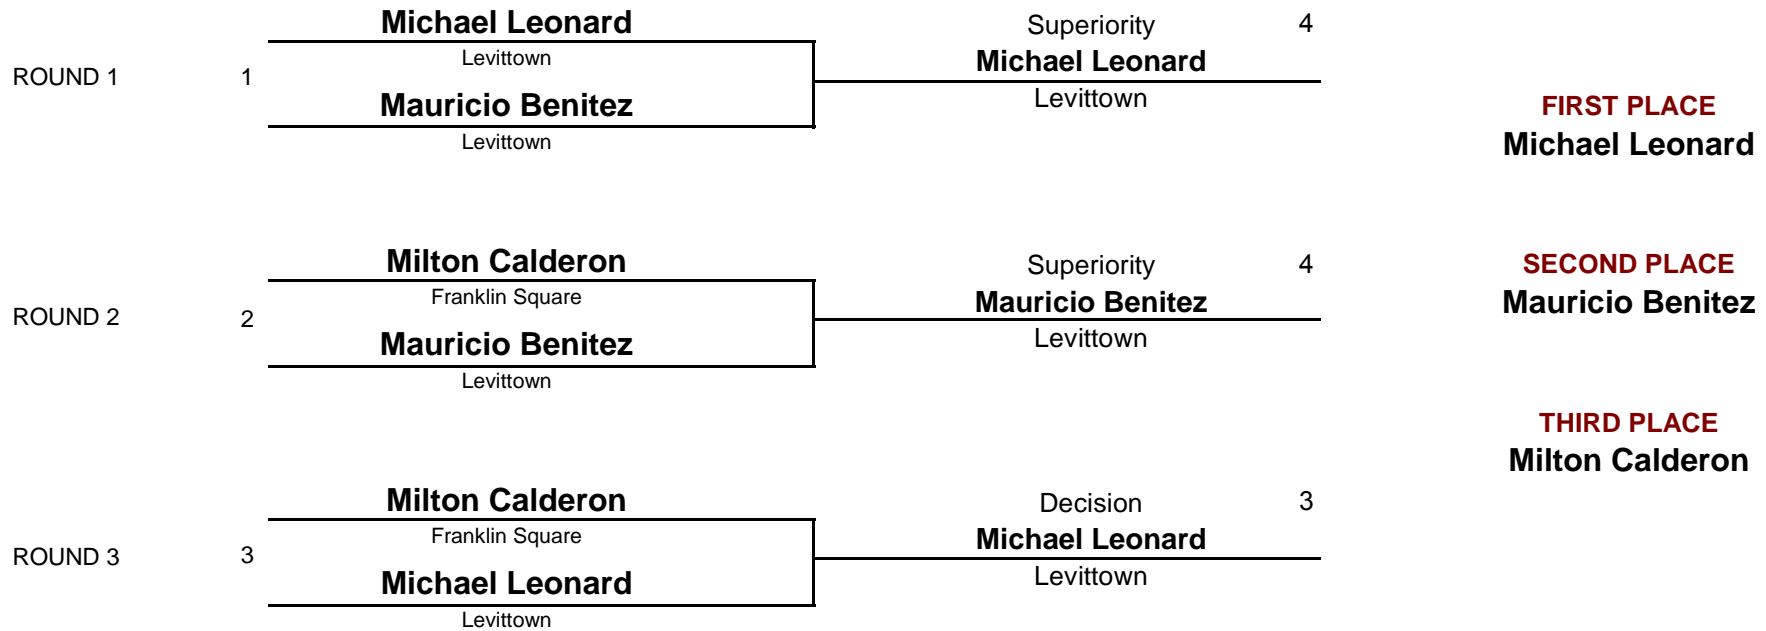 Michael Leonard
Levittown
ROUND 1
1
Mauricio Benitez
Levittown
Superiority 4
Michael Leonard
Levittown
FIRST PLACE
Michael Leonard
Milton Calderon
Franklin Square
ROUND 2
2
Mauricio Benitez
Levittown
Superiority 4
Mauricio Benitez
Levittown
SECOND PLACE
Mauricio Benitez
THIRD PLACE
Milton Calderon
Milton Calderon
Franklin Square
ROUND 3
3
Michael Leonard
Levittown
Decision 3
Michael Leonard
Levittown